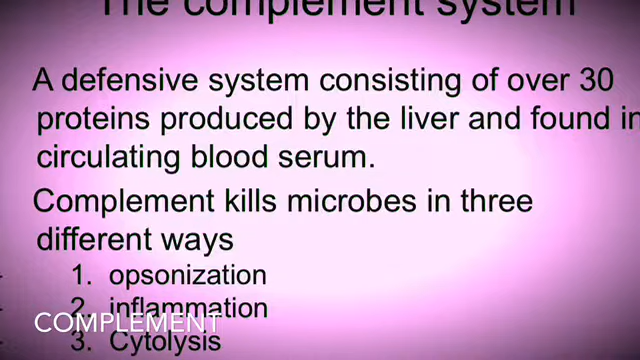 The complement system
A defensive system consisting of over 30
proteins produced by the liver and found in
circulating blood serum.
Complement kills microbes in three
different ways
1. opsonization
2. inflammation
COMPLEMENT
3. Cytolysis